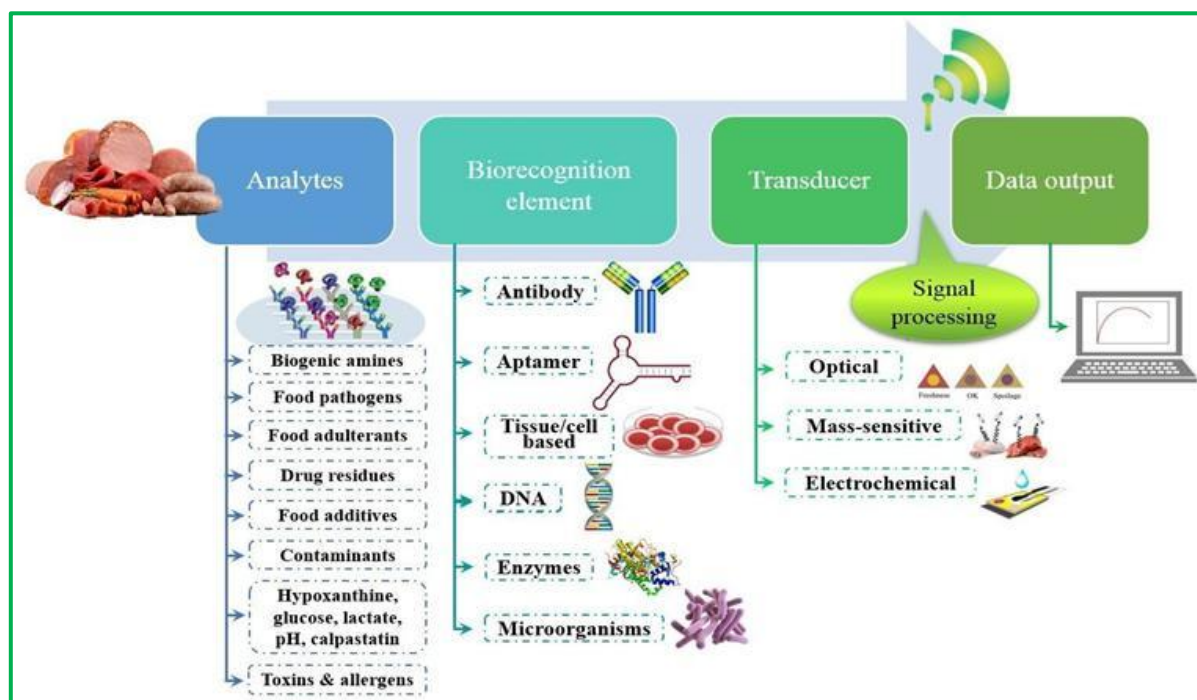 Analytes
Biorecognition
element
Transducer
Data output
Signal
processing
Biogenic amines
Food pathogens
Food adulterants
Drug residues
Food additives
Contaminants
Hypoxanthine,
glucose, lactate,
pH, calpastatin
Toxins & allergens
Antibody
Aptamer
Tissue/cell
based
DNA
Enzymes
Microorganisms
Optical
Freshness OK Spoilage
Mass-sensitive
Electrochemical